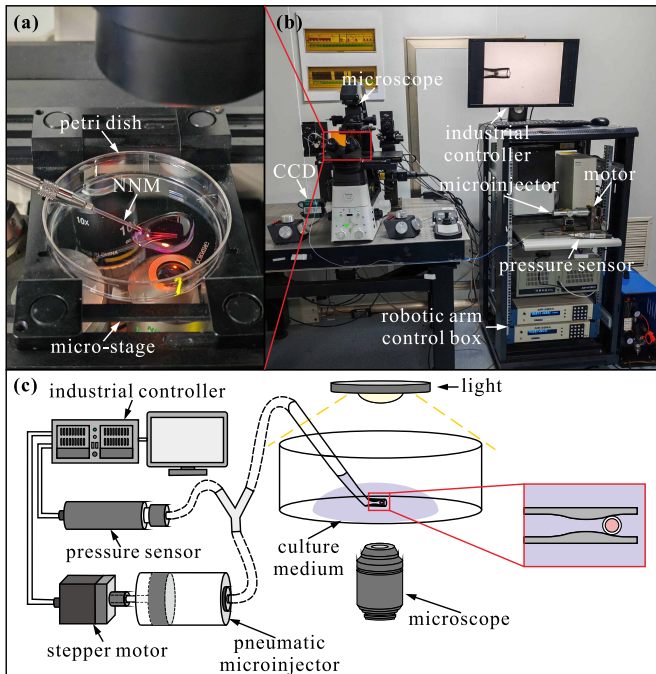 (a)
petri dish
NNM
10x
micro-stage
(b)
microscope
industrial
controller
CCD
motor
microinjector
pressure sensor
robotic arm
control box
(c)
industrial controller
light
pressure sensor
culture
medium
microscope
stepper motor
pneumatic
microinjector